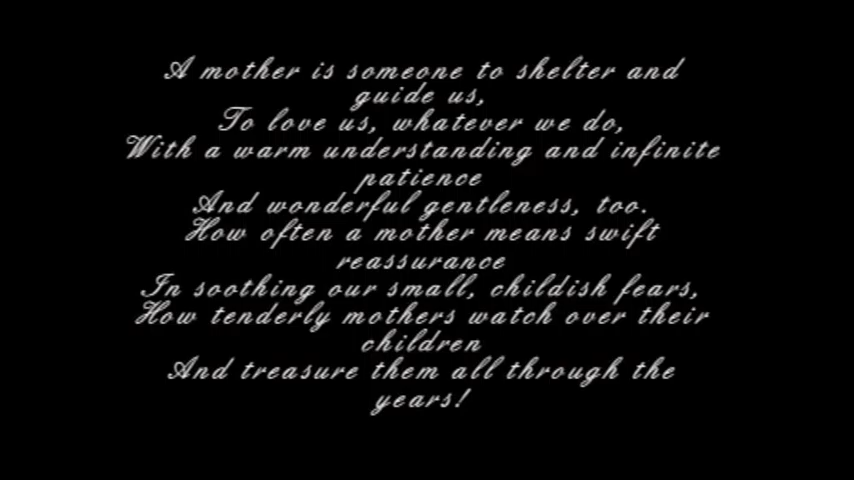 A mother is someone to shelter and
guide us,
To love us, whatever we do,
With a warm understanding and infinite
patience
And wonderful gentleness, too.
How often a mother means swift
reassurance
In soothing our small, childish fears,
How tenderly mothers watch over their
children
And treasure them all through the
years!